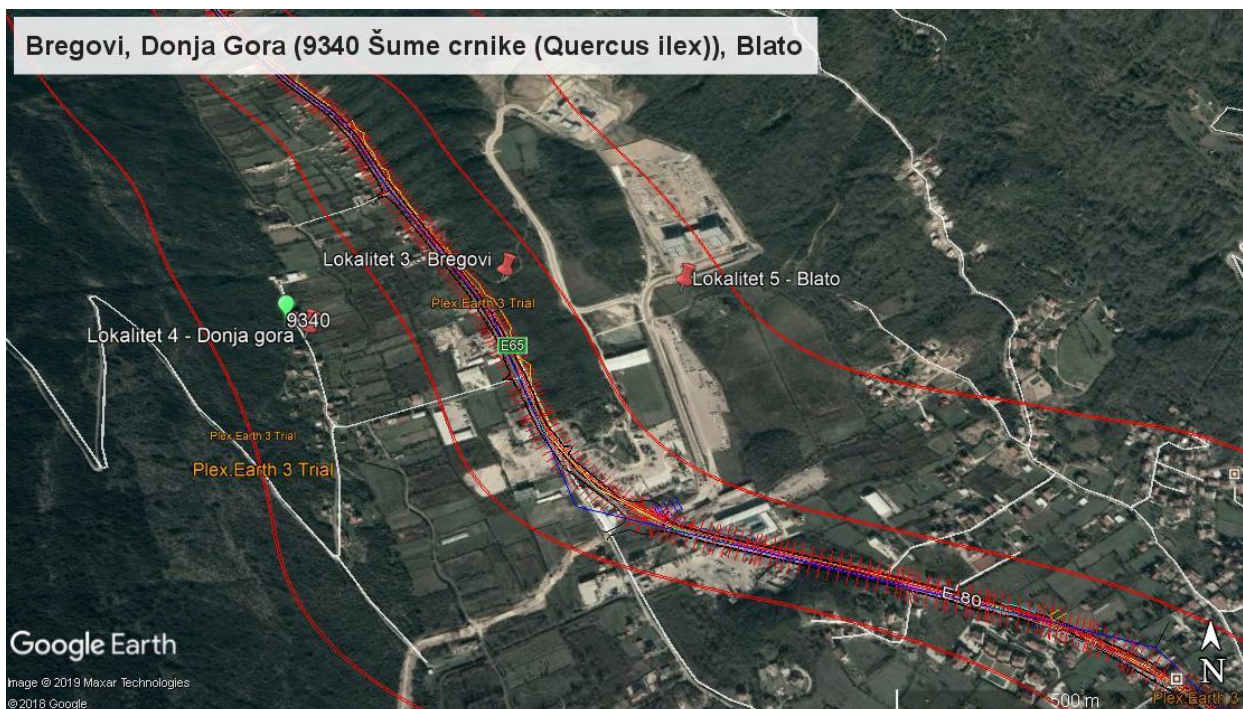 Bregovi, Donja Gora (9340 Šume crnike (Quercus ilex)), Blato
Lokalitet 3 - Bregovi
Lokalitet 5 - Blato
Plex.Earth 3 Trial
9340
Lokalitet 4 - Donja gora
E65
Plex.Earth 3 Trial
Plex.Earth 3 Trial
E-80
Google Earth
Image © 2019 Maxar Technologies
© 2018 Google
N
500 m
Plex.Earth 3